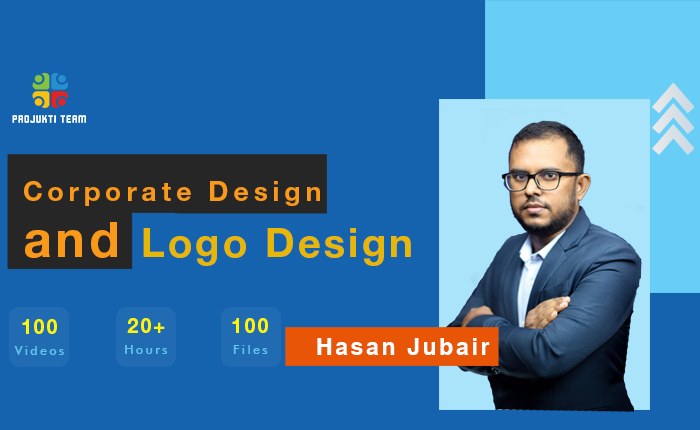 PROJUKTI TEAM
Corporate Design
and Logo Design
100
Videos
20+
Hours
100
Files
Hasan Jubair